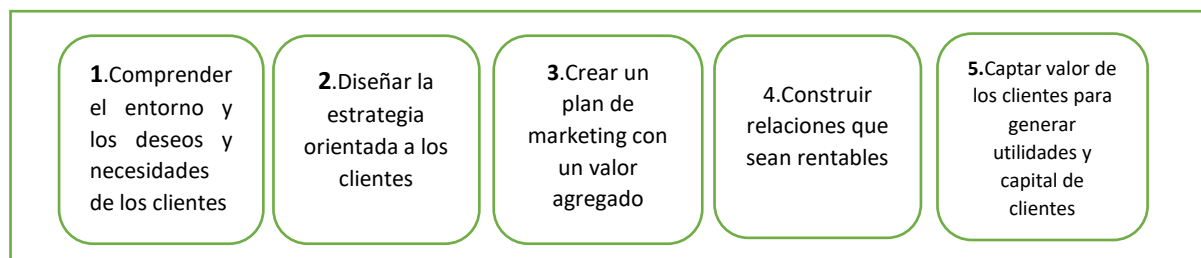 1.Comprender
el entorno y
los deseos y
necesidades
de los clientes
2.Diseñar la
estrategia
orientada a los
clientes
3.Crear un
plan de
marketing con
un valor
agregado
4.Construir
relaciones que
sean rentables
5.Captar valor de
los clientes para
generar
utilidades y
capital de
clientes